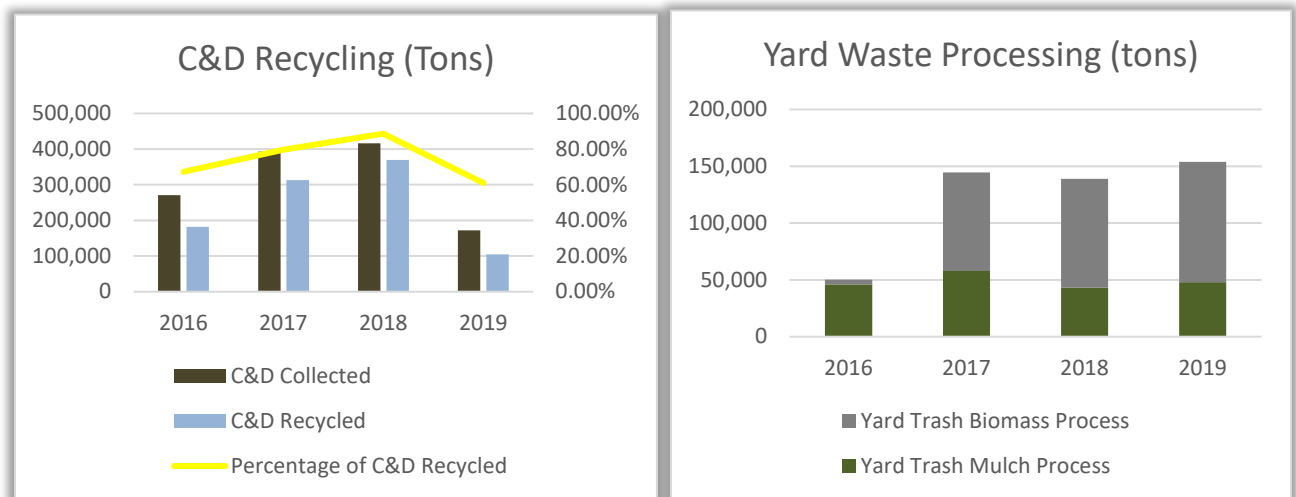 C&D Recycling (Tons)
500,000
400,000
300,000
200,000
100,000
0
100.00%
80.00%
60.00%
40.00%
20.00%
0.00%
2016 2017 2018 2019
C&D Collected
C&D Recycled
Percentage of C&D Recycled
Yard Waste Processing (tons)
200,000
150,000
100,000
50,000
0
2016 2017 2018 2019
Yard Trash Biomass Process
Yard Trash Mulch Process